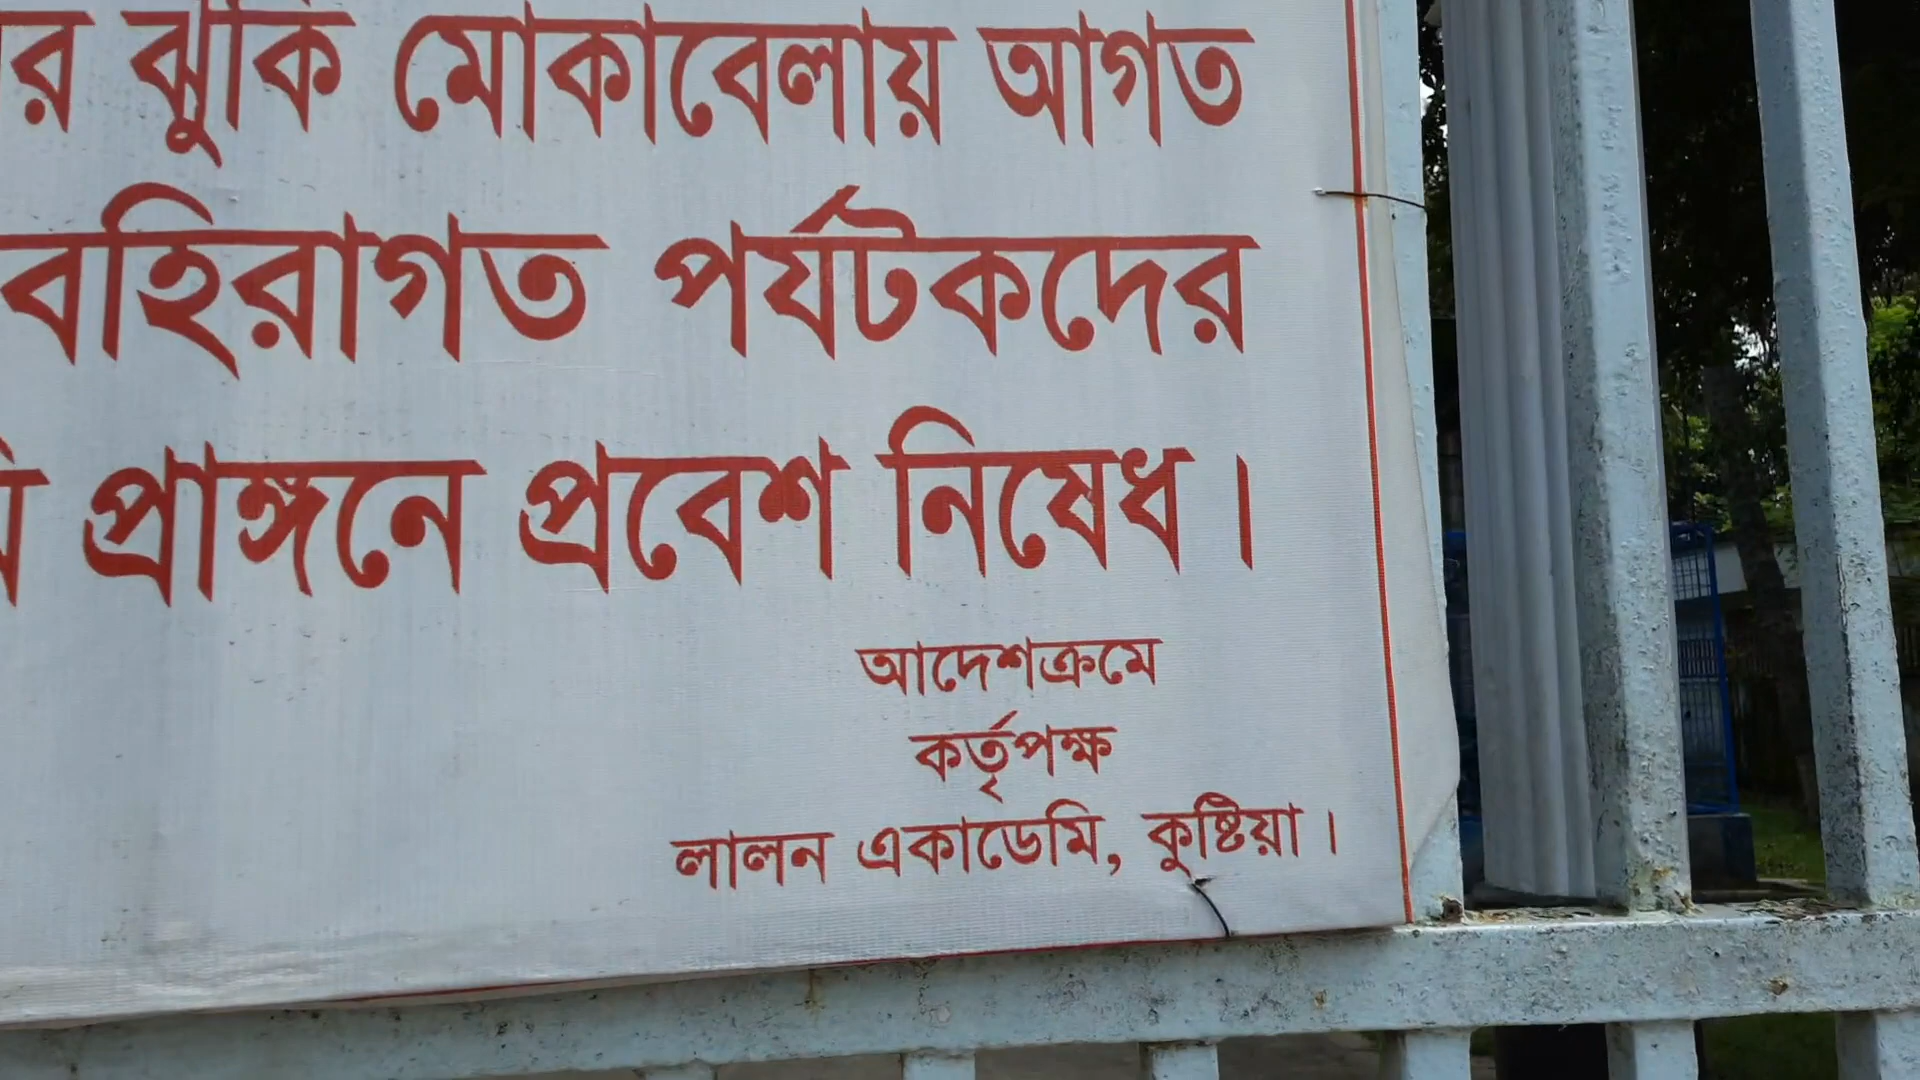 ঝুঁকি মোকাবেলায় আগত
বহিরাগত পর্যটকদের
প্রাঙ্গনে প্রবেশ নিষেধ।
আদেশক্রমে
কর্তৃপক্ষ
লালন একাডেমি, কুষ্টিয়া।